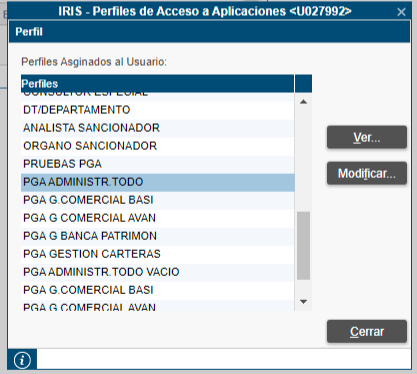 IRIS - Perfiles de Acceso a Aplicaciones <U027992>
Perfil
Perfiles Asginados al Usuario:
Perfiles
CONSULTOR ESPECIAL
DT/DEPARTAMENTO
ANALISTA SANCIONADOR
ORGANO SANCIONADOR
PRUEBAS PGA
PGA ADMINISTR.TODO
PGA G.COMERCIAL BASI
PGA G COMERCIAL AVAN
PGA G BANCA PATRIMON
PGA GESTION CARTERAS
PGA ADMINISTR.TODO VACIO
PGA G.COMERCIAL BASI
PGA G COMERCIAL AVAN
Ver...
Modificar...
Cerrar